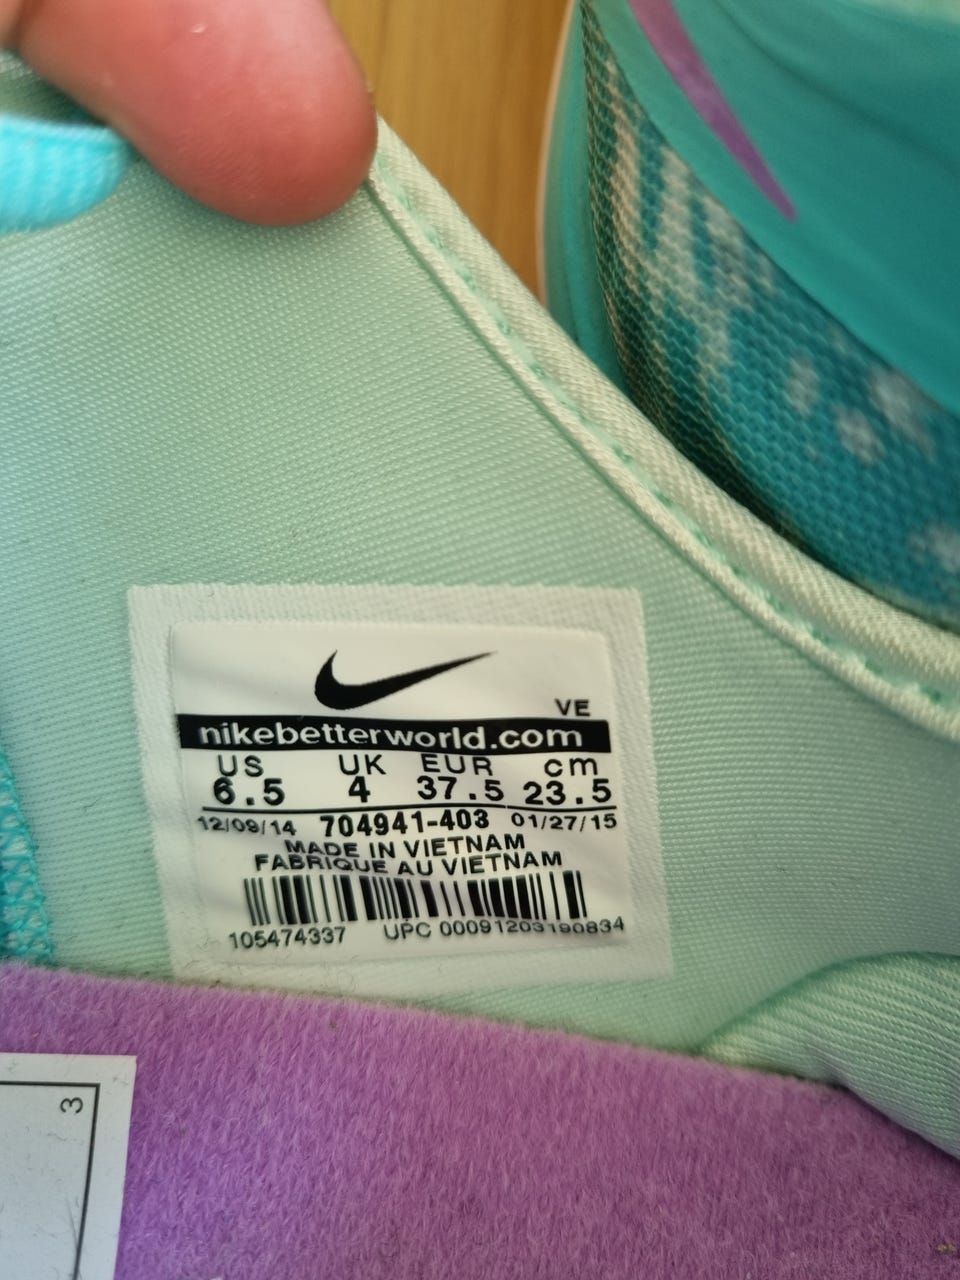 VE
nikebetterworld.com
US UK EUR cm
6.5 4 37.5 23.5
12/09/14 704941-403 01/27/15
MADE IN VIETNAM
FABRIQUE AU VIETNAM
105474337 UPC 00091203190834
3